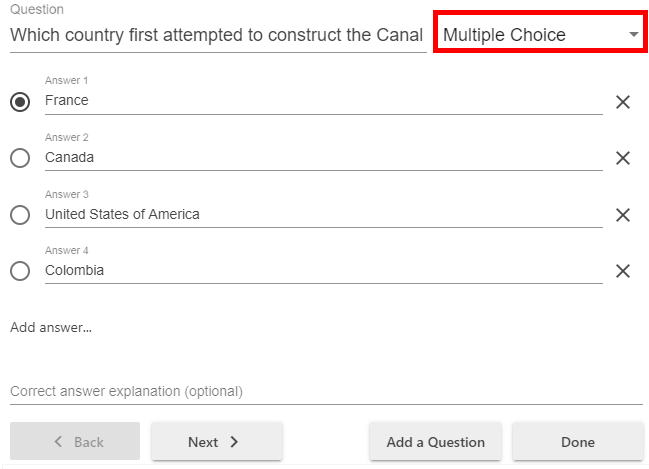 Question
Which country first attempted to construct the Canal Multiple Choice
Answer 1
France
Answer 2
Canada
Answer 3
United States of America
Answer 4
Colombia
Add answer...
Correct answer explanation (optional)
Back Next Add a Question Done